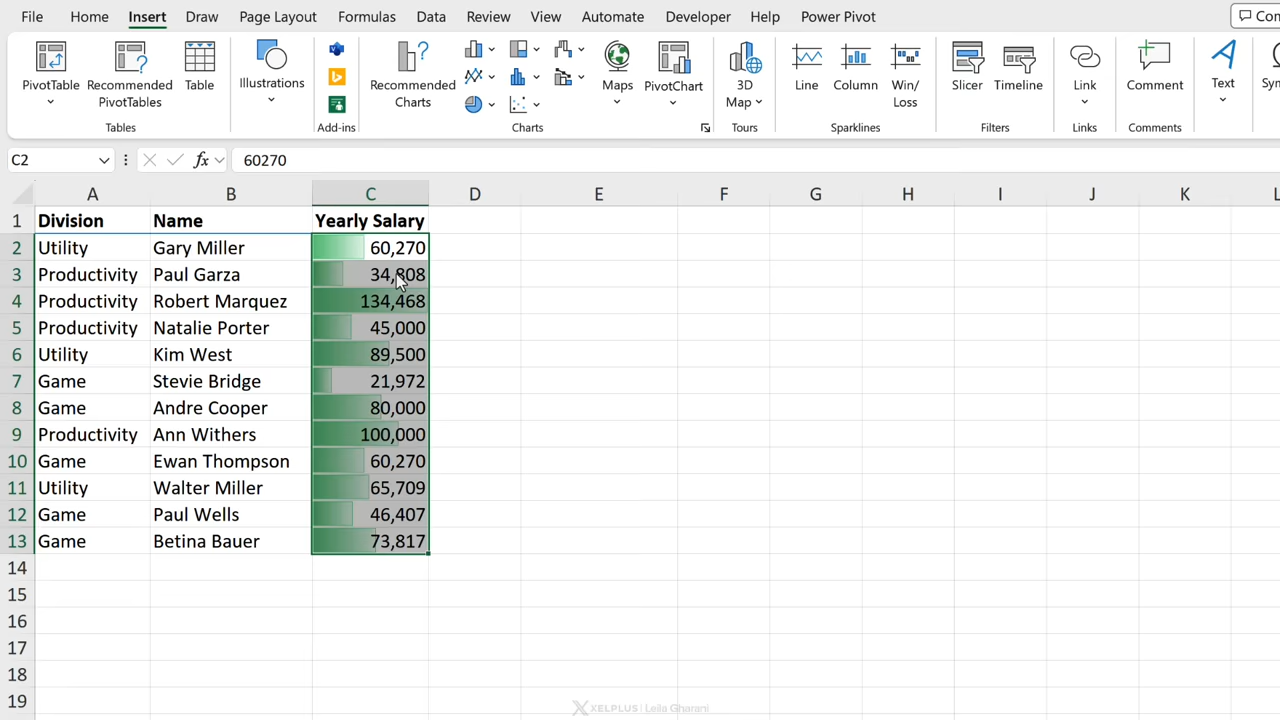 File Home Insert Draw Page Layout Formulas Data Review View Automate Developer Help Power Pivot
PivotTable Recommended PivotTables Table Illustrations Recommended Charts Maps PivotChart 3D Map Line Column Win/Loss Slicer Timeline Link Comment Text
Tables Add-ins Charts Tours Sparklines Filters Links Comments
C2 fx 60270
A B C D E F G H I J K L
1 Division Name Yearly Salary
2 Utility Gary Miller 60,270
3 Productivity Paul Garza 34,808
4 Productivity Robert Marquez 134,468
5 Productivity Natalie Porter 45,000
6 Utility Kim West 89,500
7 Game Stevie Bridge 21,972
8 Game Andre Cooper 80,000
9 Productivity Ann Withers 100,000
10 Game Ewan Thompson 60,270
11 Utility Walter Miller 65,709
12 Game Paul Wells 46,407
13 Game Betina Bauer 73,817
14
15
16
17
18
19
XELPLUS | Leila Gharani